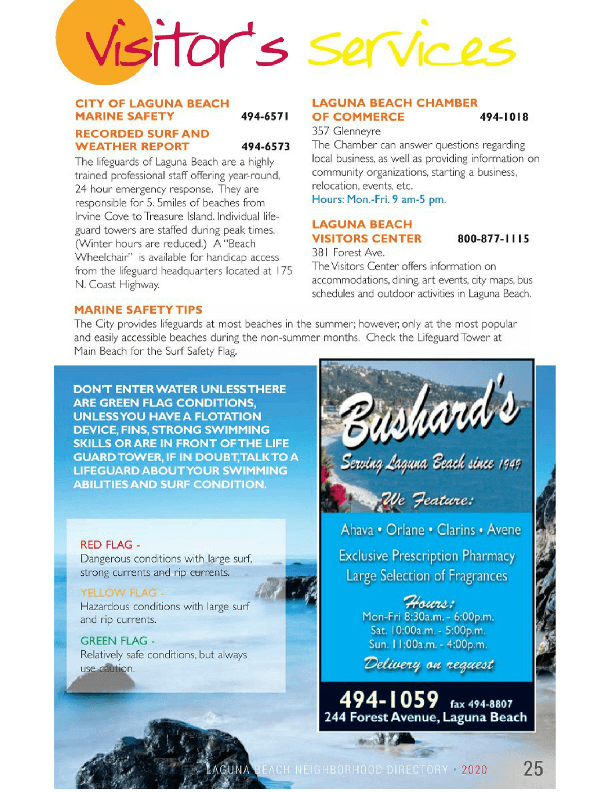 visitor's services
CITY OF LAGUNA BEACH
MARINE SAFETY 494-6571
RECORDED SURF AND
WEATHER REPORT 494-6573
The lifeguards of Laguna Beach are a highly
trained professional staff offering year-round,
24 hour emergency response. They are
responsible for 5. 5miles of beaches from
Irvine Cove to Treasure Island. Individual life-
guard towers are staffed during peak times.
(Winter hours are reduced.) A "Beach
Wheelchair" is available for handicap access
from the lifeguard headquarters located at 175
N. Coast Highway.
LAGUNA BEACH CHAMBER
OF COMMERCE 494-1018
357 Glenneyre
The Chamber can answer questions regarding
local business, as well as providing information on
community organizations, starting a business,
relocation, events, etc.
Hours: Mon.-Fri. 9 am-5 pm.
LAGUNA BEACH
VISITORS CENTER 800-877-1115
381 Forest Ave.
The Visitors Center offers information on
accommodations, dining, art events, city maps, bus
schedules and outdoor activities in Laguna Beach.
MARINE SAFETY TIPS
The City provides lifeguards at most beaches in the summer; however, only at the most popular
and easily accessible beaches during the non-summer months. Check the Lifeguard Tower at
Main Beach for the Surf Safety Flag.
DON'T ENTER WATER UNLESS THERE
ARE GREEN FLAG CONDITIONS,
UNLESS YOU HAVE A FLOTATION
DEVICE, FINS, STRONG SWIMMING
SKILLS OR ARE IN FRONT OF THE LIFE
GUARD TOWER, IF IN DOUBT, TALK TO A
LIFEGUARD ABOUT YOUR SWIMMING
ABILITIES AND SURF CONDITION.
RED FLAG -
Dangerous conditions with large surf,
strong currents and rip currents.
YELLOW FLAG -
Hazardous conditions with large surf
and rip currents.
GREEN FLAG -
Relatively safe conditions, but always
use caution.
Bushard's
Serving Laguna Beach since 1949
We Feature:
Ahava • Orlane • Clarins • Avene
Exclusive Prescription Pharmacy
Large Selection of Fragrances
Hours:
Mon-Fri 8:30a.m. - 6:00p.m.
Sat. 10:00a.m. - 5:00p.m.
Sun. 11:00a.m. - 4:00p.m.
Delivery on request
494-1059 fax 494-8807
244 Forest Avenue, Laguna Beach
LAGUNA BEACH NEIGHBORHOOD DIRECTORY • 2020 25